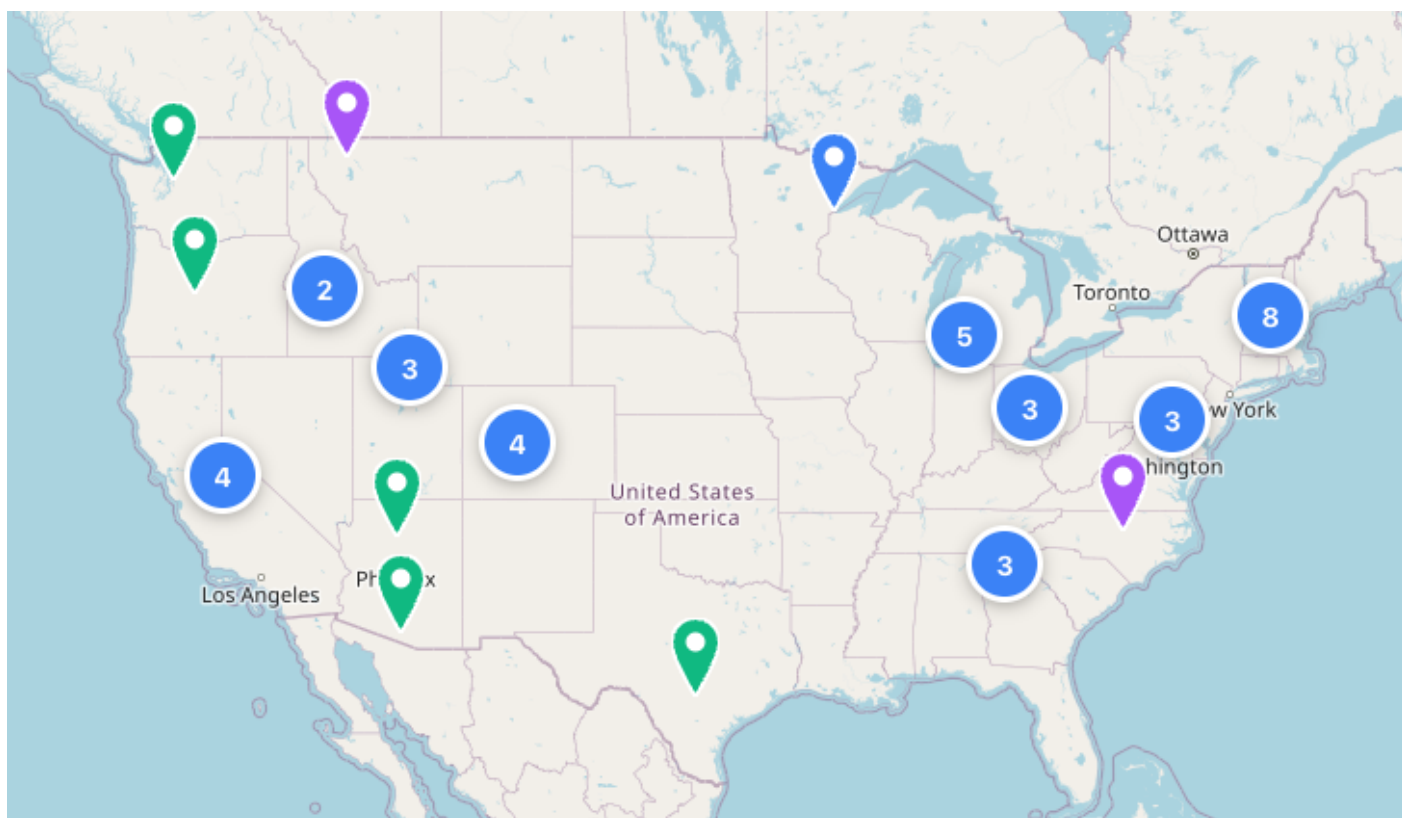 Ottawa
Toronto
2
8
5
3
3
3
w York
4
4
hington
United States
of America
3
Ph x
Los Angeles